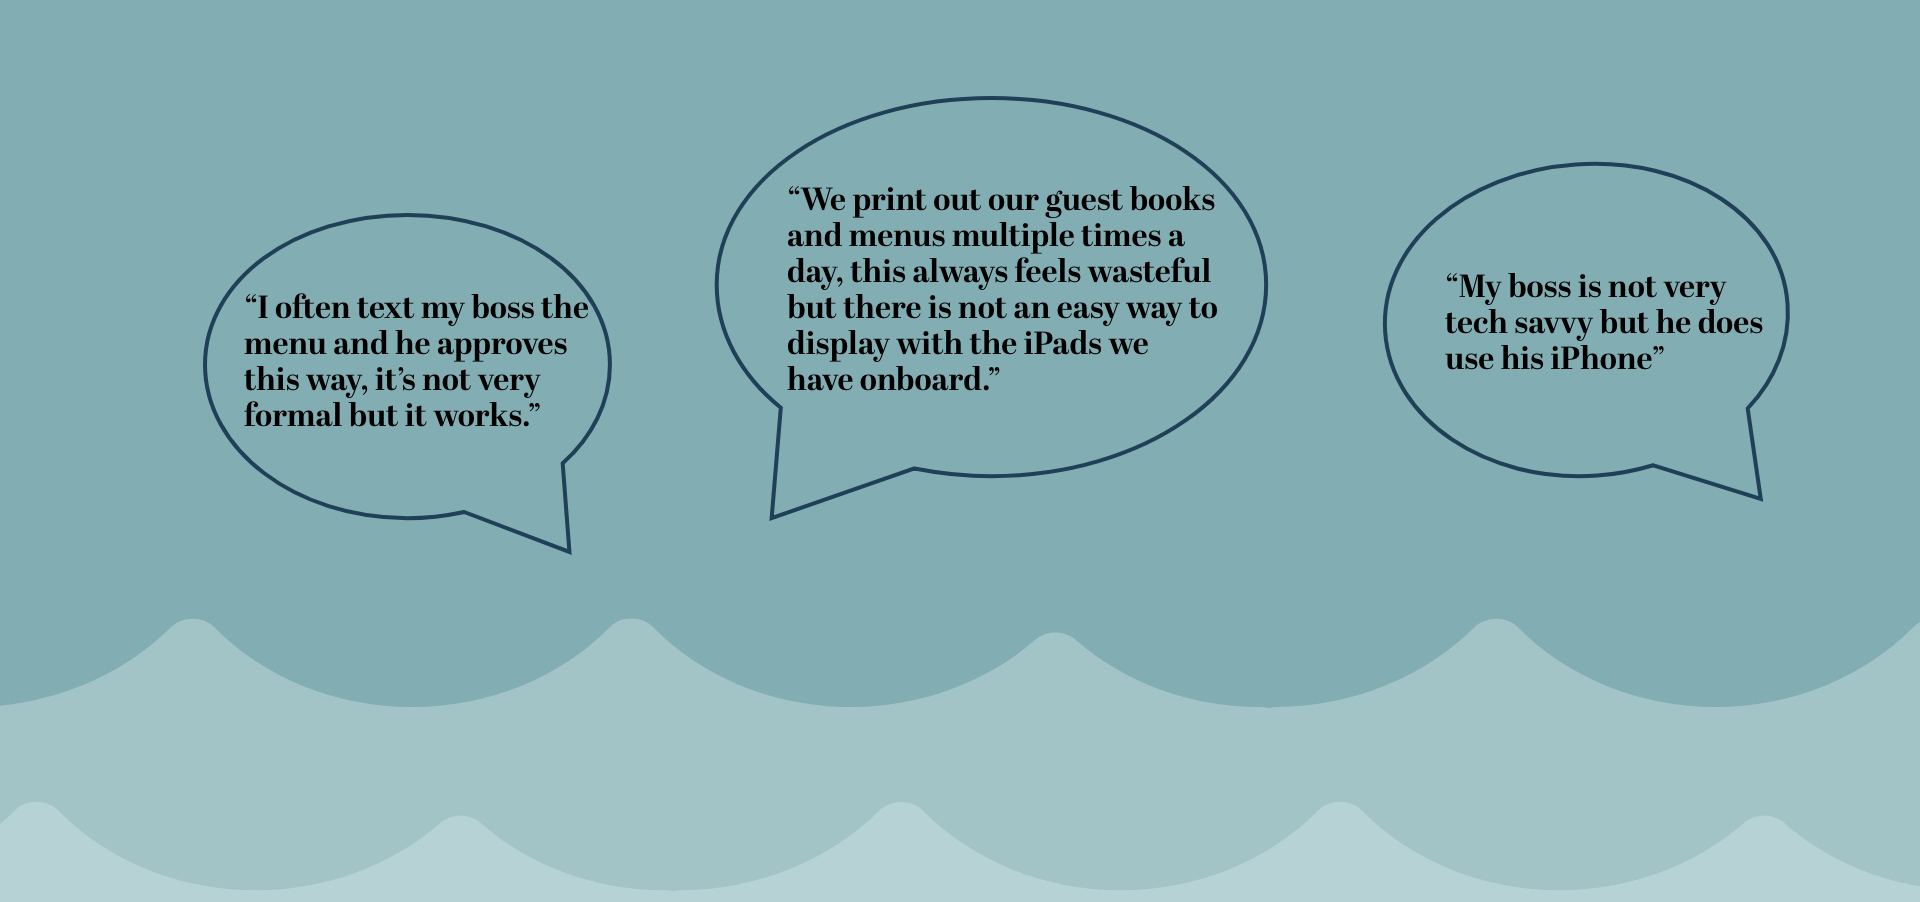 “I often text my boss the
menu and he approves
this way, it’s not very
formal but it works.”
“We print out our guest books
and menus multiple times a
day, this always feels wasteful
but there is not an easy way to
display with the iPads we
have onboard.”
“My boss is not very
tech savvy but he does
use his iPhone”